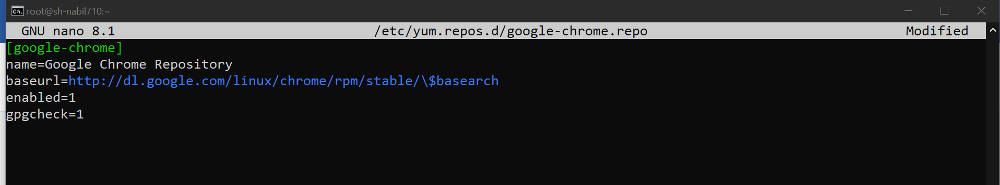 root@sh-nabil710:~
GNU nano 8.1 /etc/yum.repos.d/google-chrome.repo Modified
[google-chrome]
name=Google Chrome Repository
baseurl=http://dl.google.com/linux/chrome/rpm/stable/\$basearch
enabled=1
gpgcheck=1